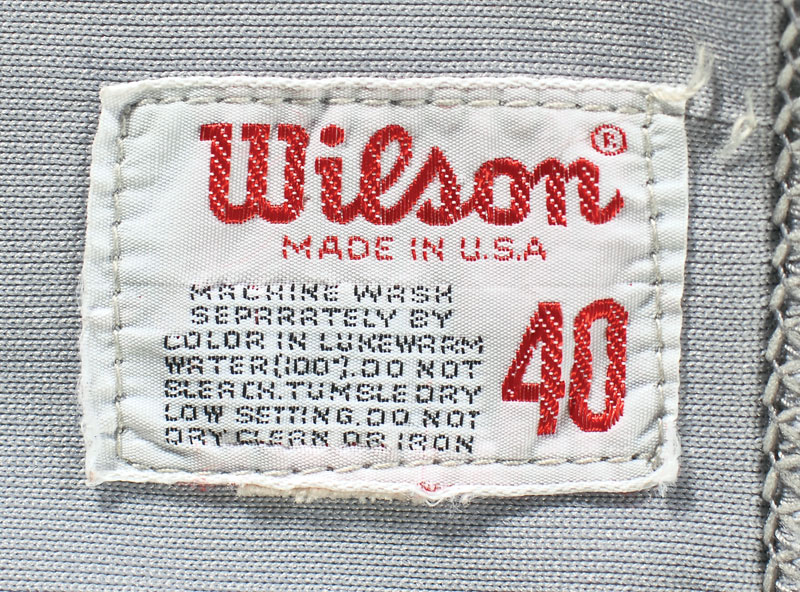 Wilson ®
MADE IN U.S.A
MACHINE WASH
SEPARATELY BY
COLOR IN LUKEWARM
WATER(100°).DO NOT
BLEACH.TUMBLE DRY
LOW SETTING.DO NOT
DRY CLEAN OR IRON
40